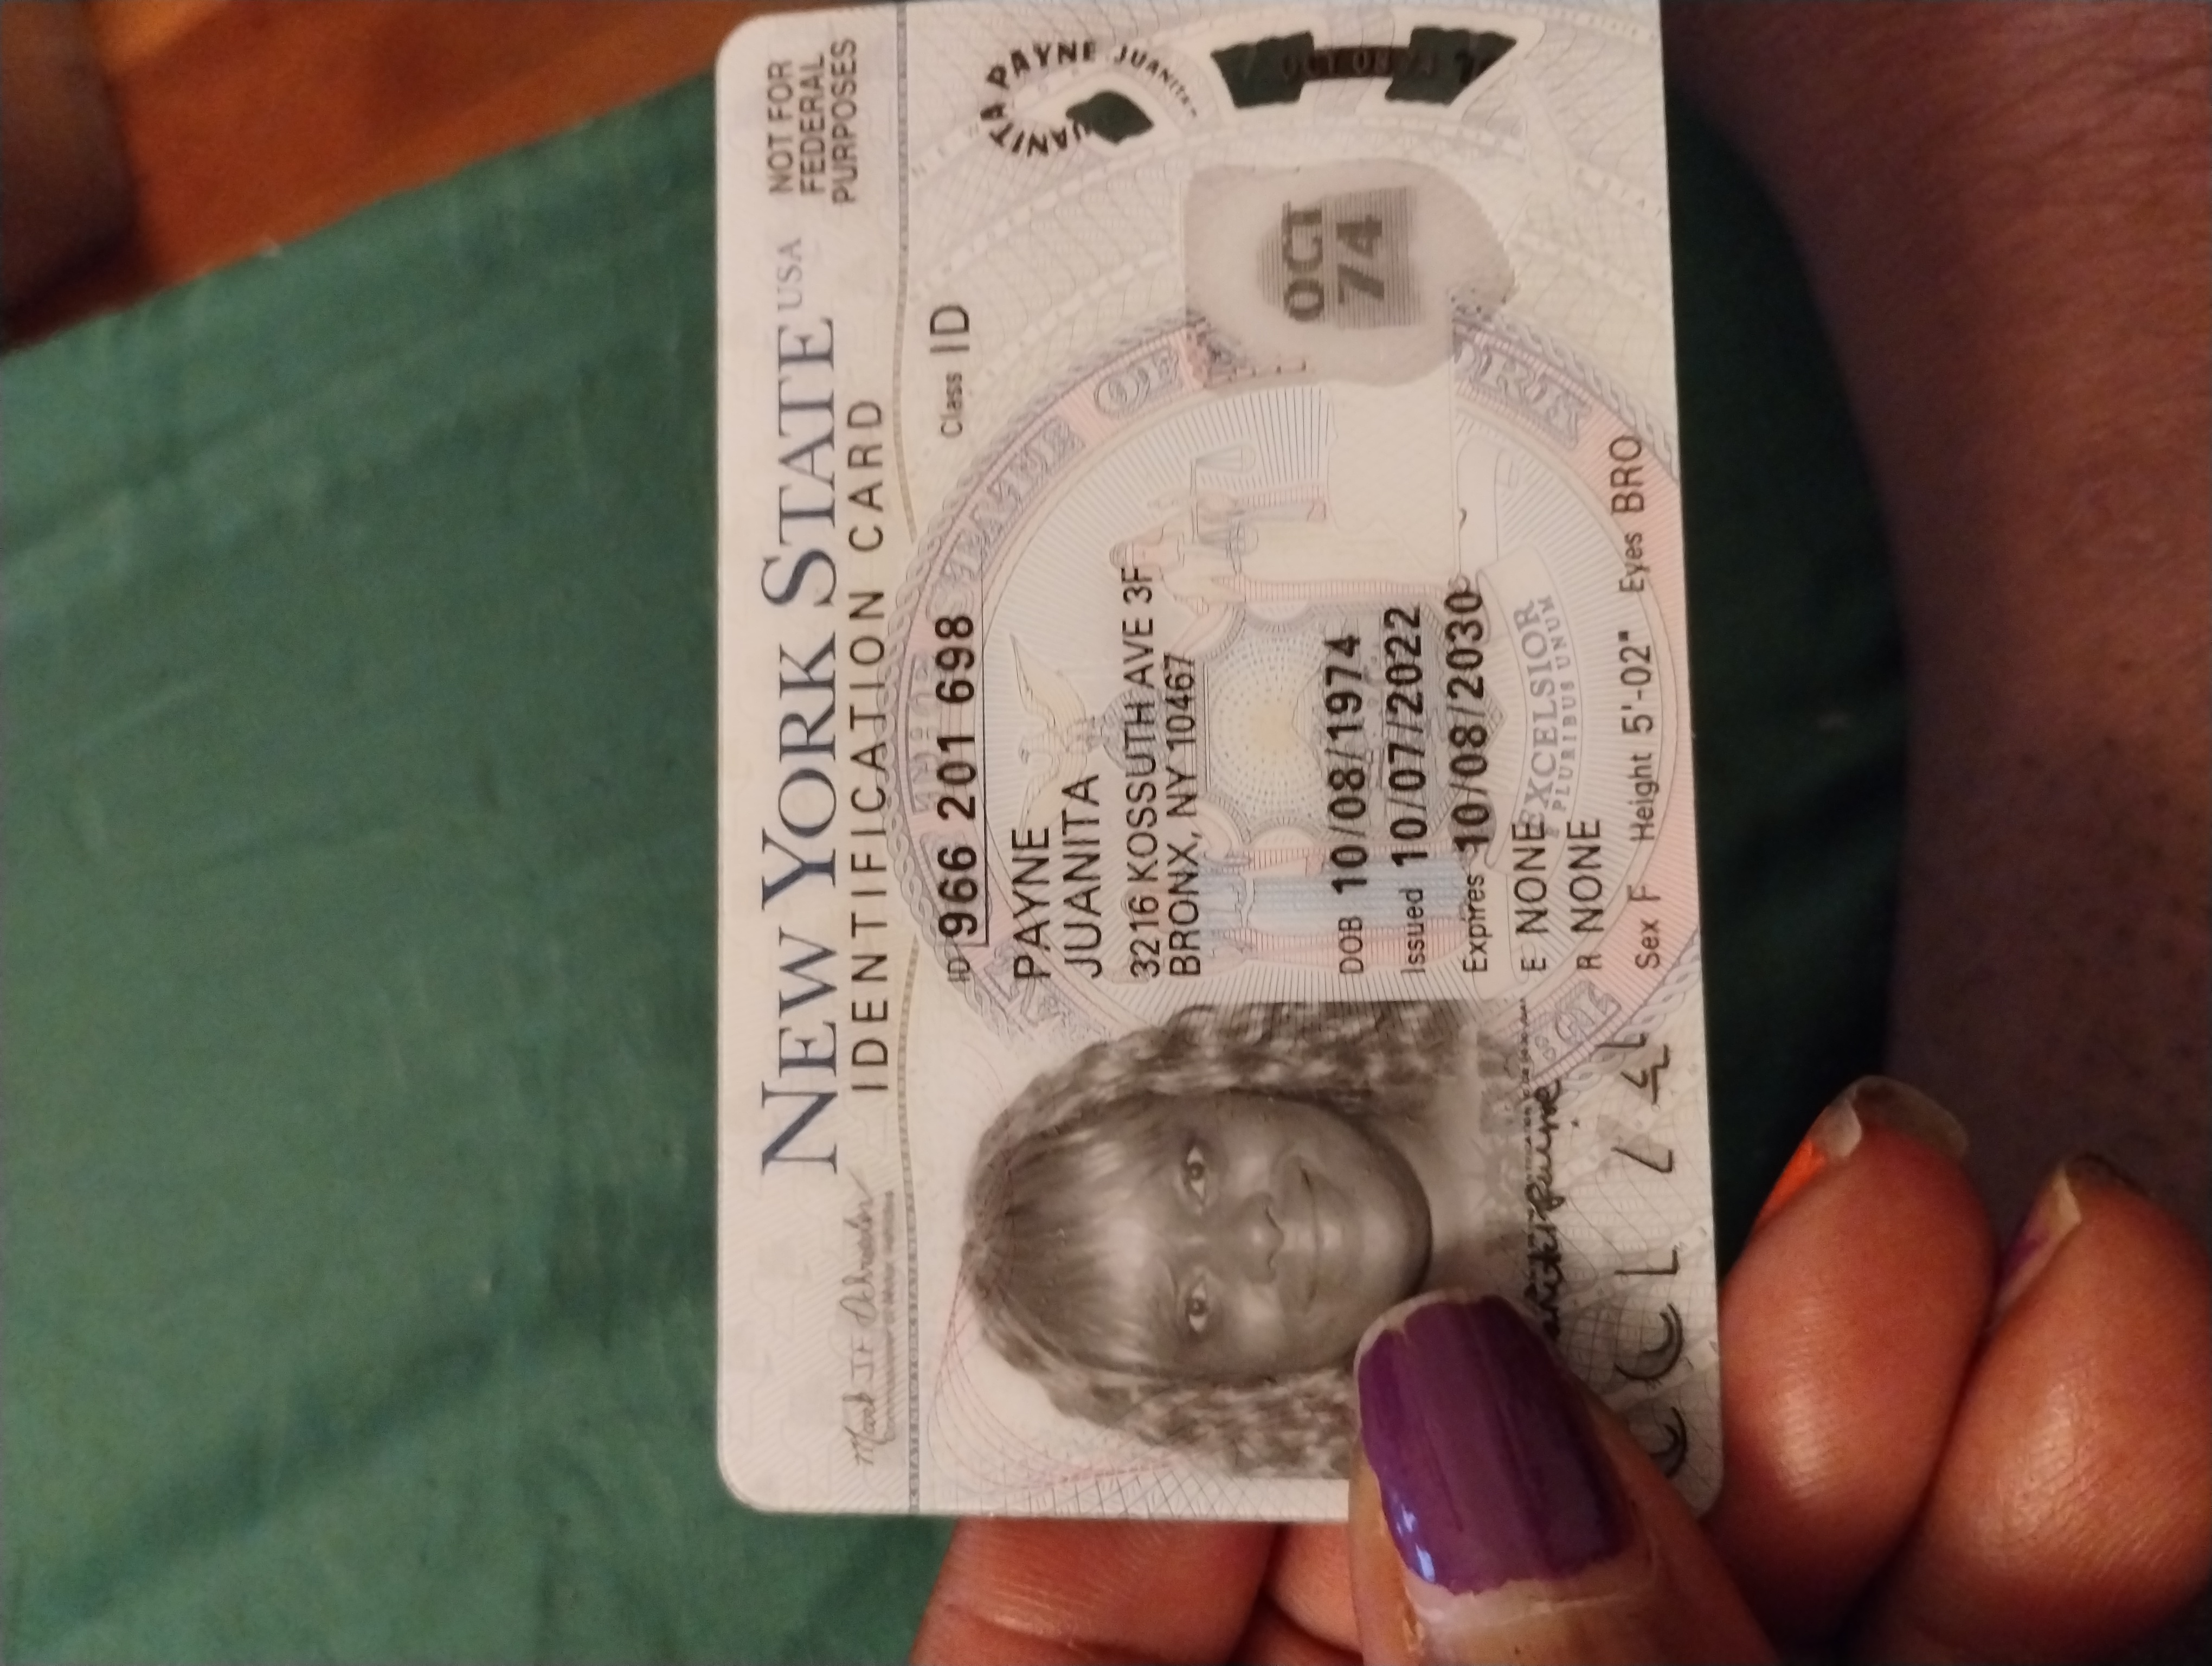 NEW YORK STATE USA
NOT FOR
FEDERAL
PURPOSES
IDENTIFICATION CARD
ID 966 201 698 Class ID
PAYNE
JUANITA
3216 KOSSUTH AVE 3F
BRONX, NY 10467
DOB 10/08/1974
Issued 10/07/2022
Expires 10/08/2030
E NONE
R NONE
Sex F Height 5'-02" Eyes BRO
PAYNE JUANITA
OCT
74
STATE OF
EXCELSIOR
E PLURIBUS UNUM